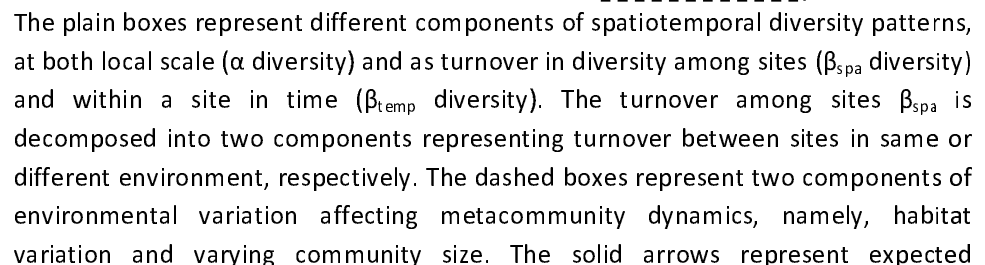 The plain boxes represent different components of spatiotemporal diversity patterns,
at both local scale (α diversity) and as turnover in diversity among sites (βspa diversity)
and within a site in time (βtemp diversity). The turnover among sites βspa is
decomposed into two components representing turnover between sites in same or
different environment, respectively. The dashed boxes represent two components of
environmental variation affecting metacommunity dynamics, namely, habitat
variation and varying community size. The solid arrows represent expected